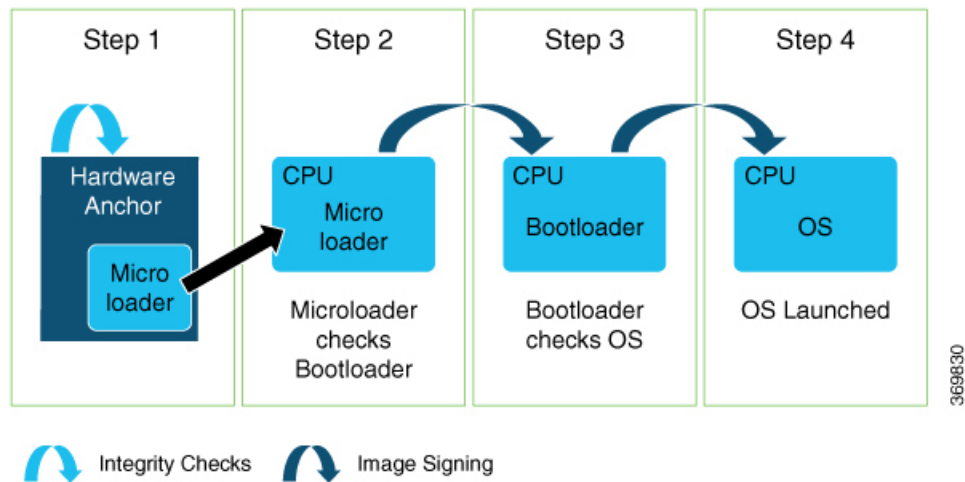 Step 1
Step 2
Step 3
Step 4
Hardware
Anchor
Micro
loader
CPU
Micro
loader
CPU
Bootloader
CPU
OS
Microloader
checks
Bootloader
Bootloader
checks OS
OS Launched
369830
Integrity Checks
Image Signing